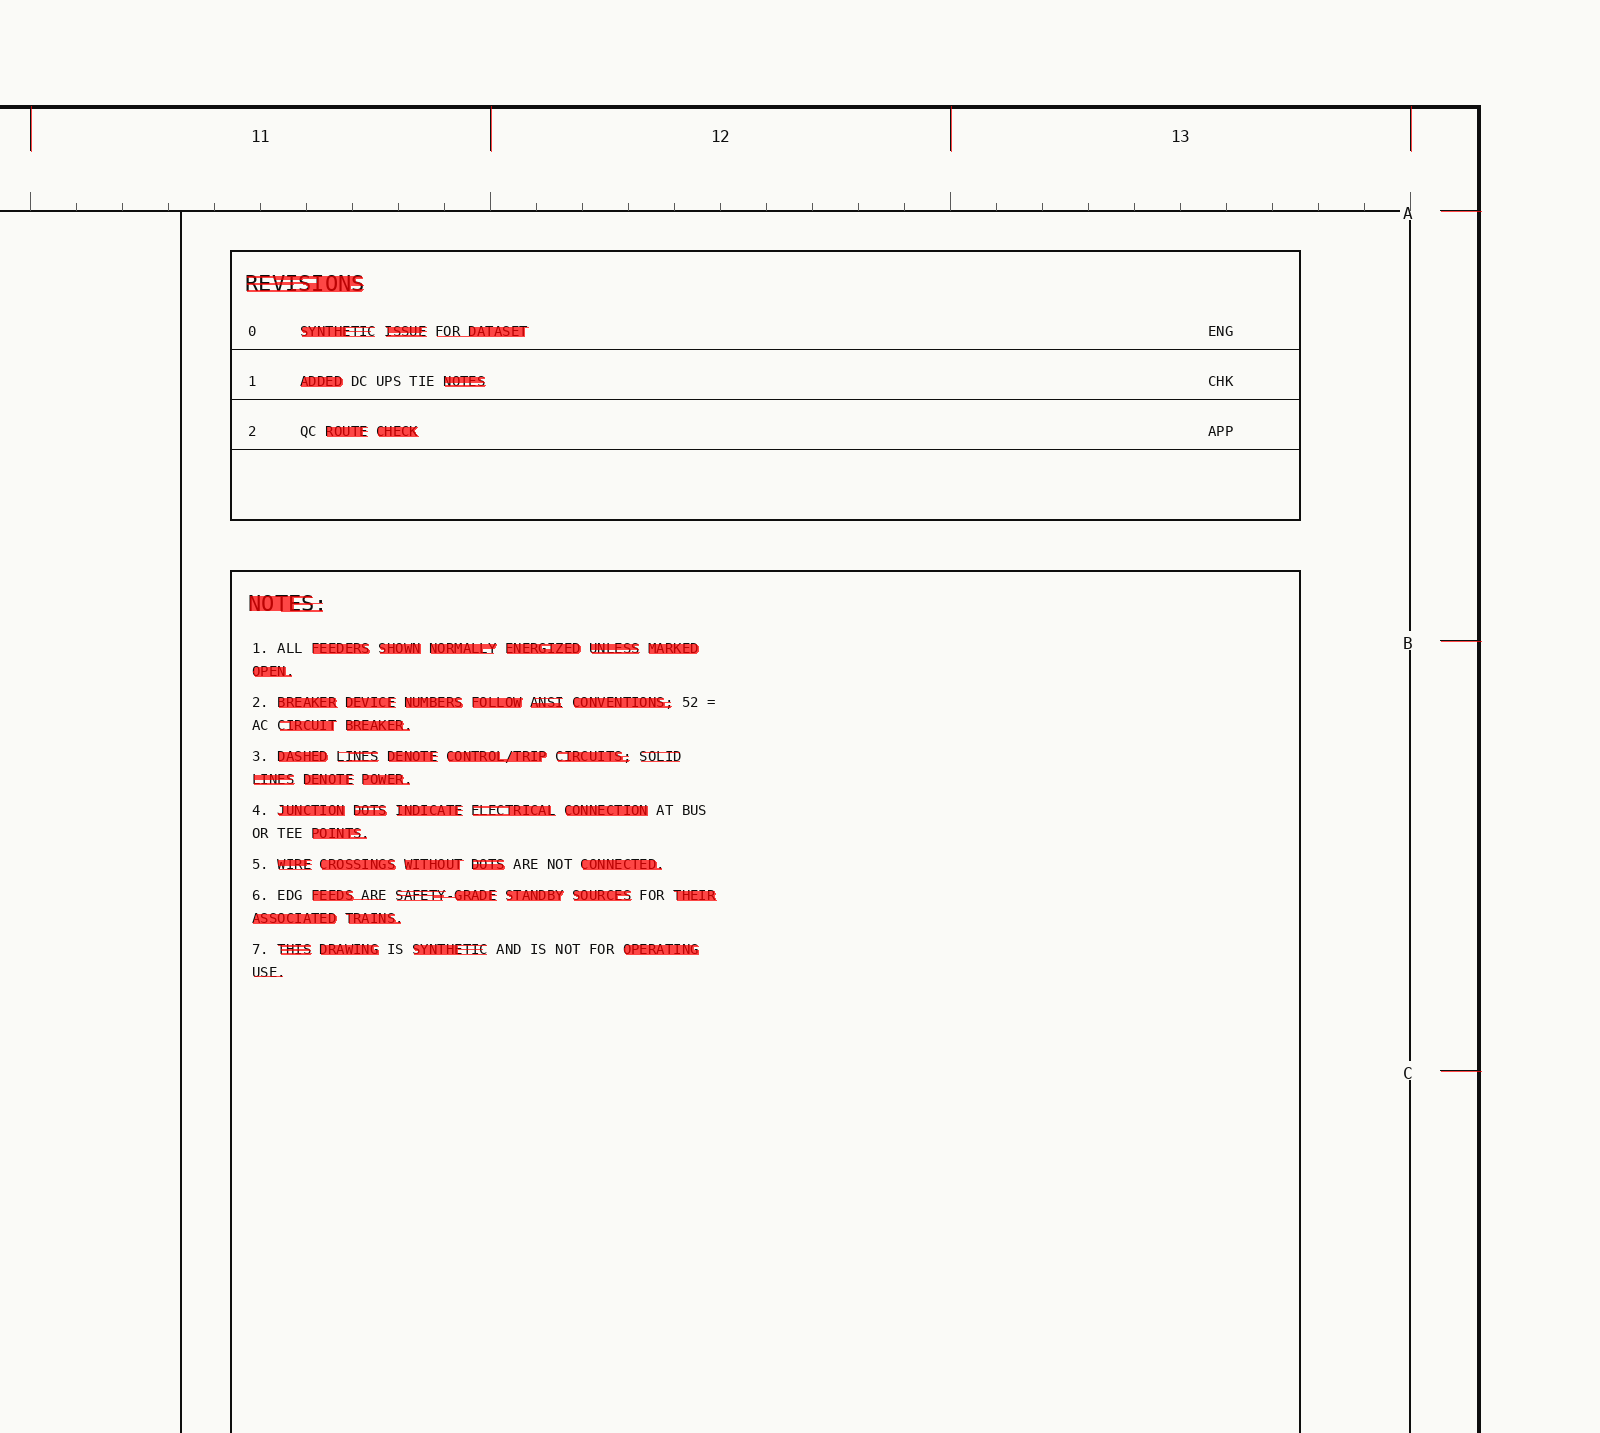 11 12 13
A
REVISIONS
0 SYNTHETIC ISSUE FOR DATASET ENG
1 ADDED DC UPS TIE NOTES CHK
2 QC ROUTE CHECK APP
NOTES:
B
1. ALL FEEDERS SHOWN NORMALLY ENERGIZED UNLESS MARKED
OPEN.
2. BREAKER DEVICE NUMBERS FOLLOW ANSI CONVENTIONS; 52 =
AC CIRCUIT BREAKER.
3. DASHED LINES DENOTE CONTROL/TRIP CIRCUITS; SOLID
LINES DENOTE POWER.
4. JUNCTION DOTS INDICATE ELECTRICAL CONNECTION AT BUS
OR TEE POINTS.
5. WIRE CROSSINGS WITHOUT DOTS ARE NOT CONNECTED.
6. EDG FEEDS ARE SAFETY-GRADE STANDBY SOURCES FOR THEIR
ASSOCIATED TRAINS.
7. THIS DRAWING IS SYNTHETIC AND IS NOT FOR OPERATING
USE.
C